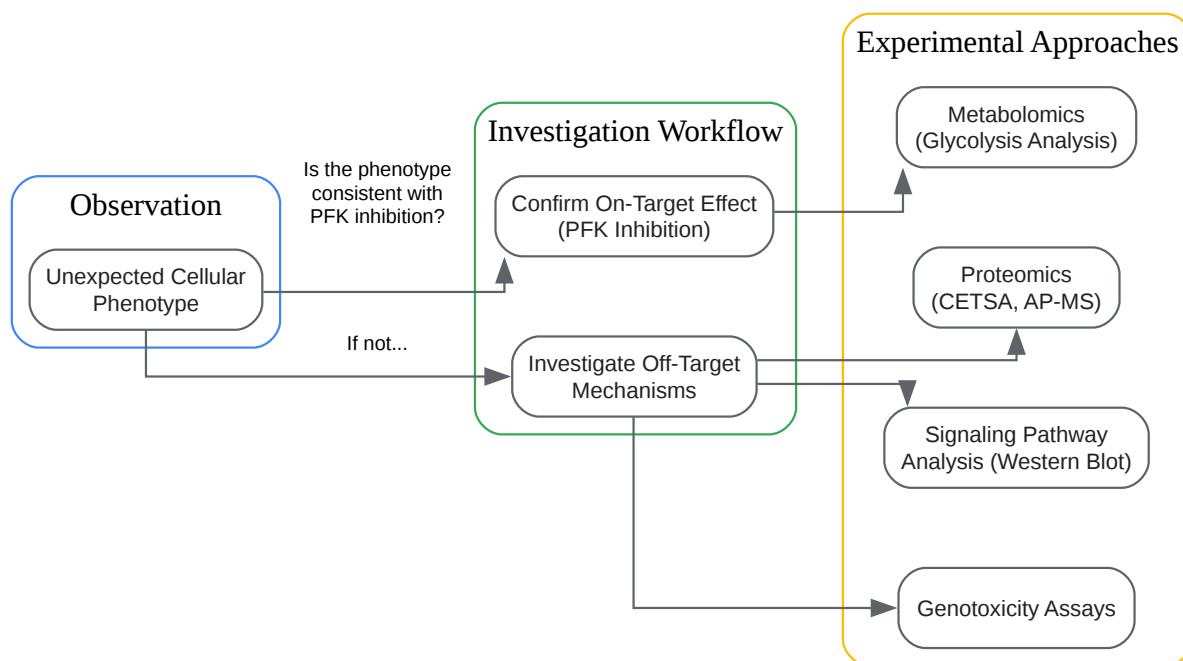 Observation
Unexpected Cellular
Phenotype
Is the phenotype
consistent with
PFK inhibition?
If not...
Investigation Workflow
Confirm On-Target Effect
(PFK Inhibition)
Investigate Off-Target
Mechanisms
Experimental Approaches
Metabolomics
(Glycolysis Analysis)
Proteomics
(CETSA, AP-MS)
Signaling Pathway
Analysis (Western Blot)
Genotoxicity Assays